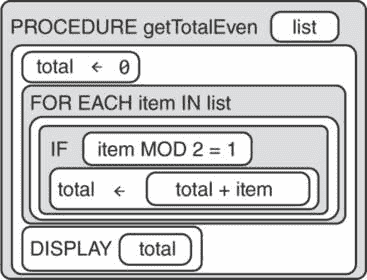 PROCEDURE getTotalEven list
total ← 0
FOR EACH item IN list
IF item MOD 2 = 1
total ← total + item
DISPLAY total